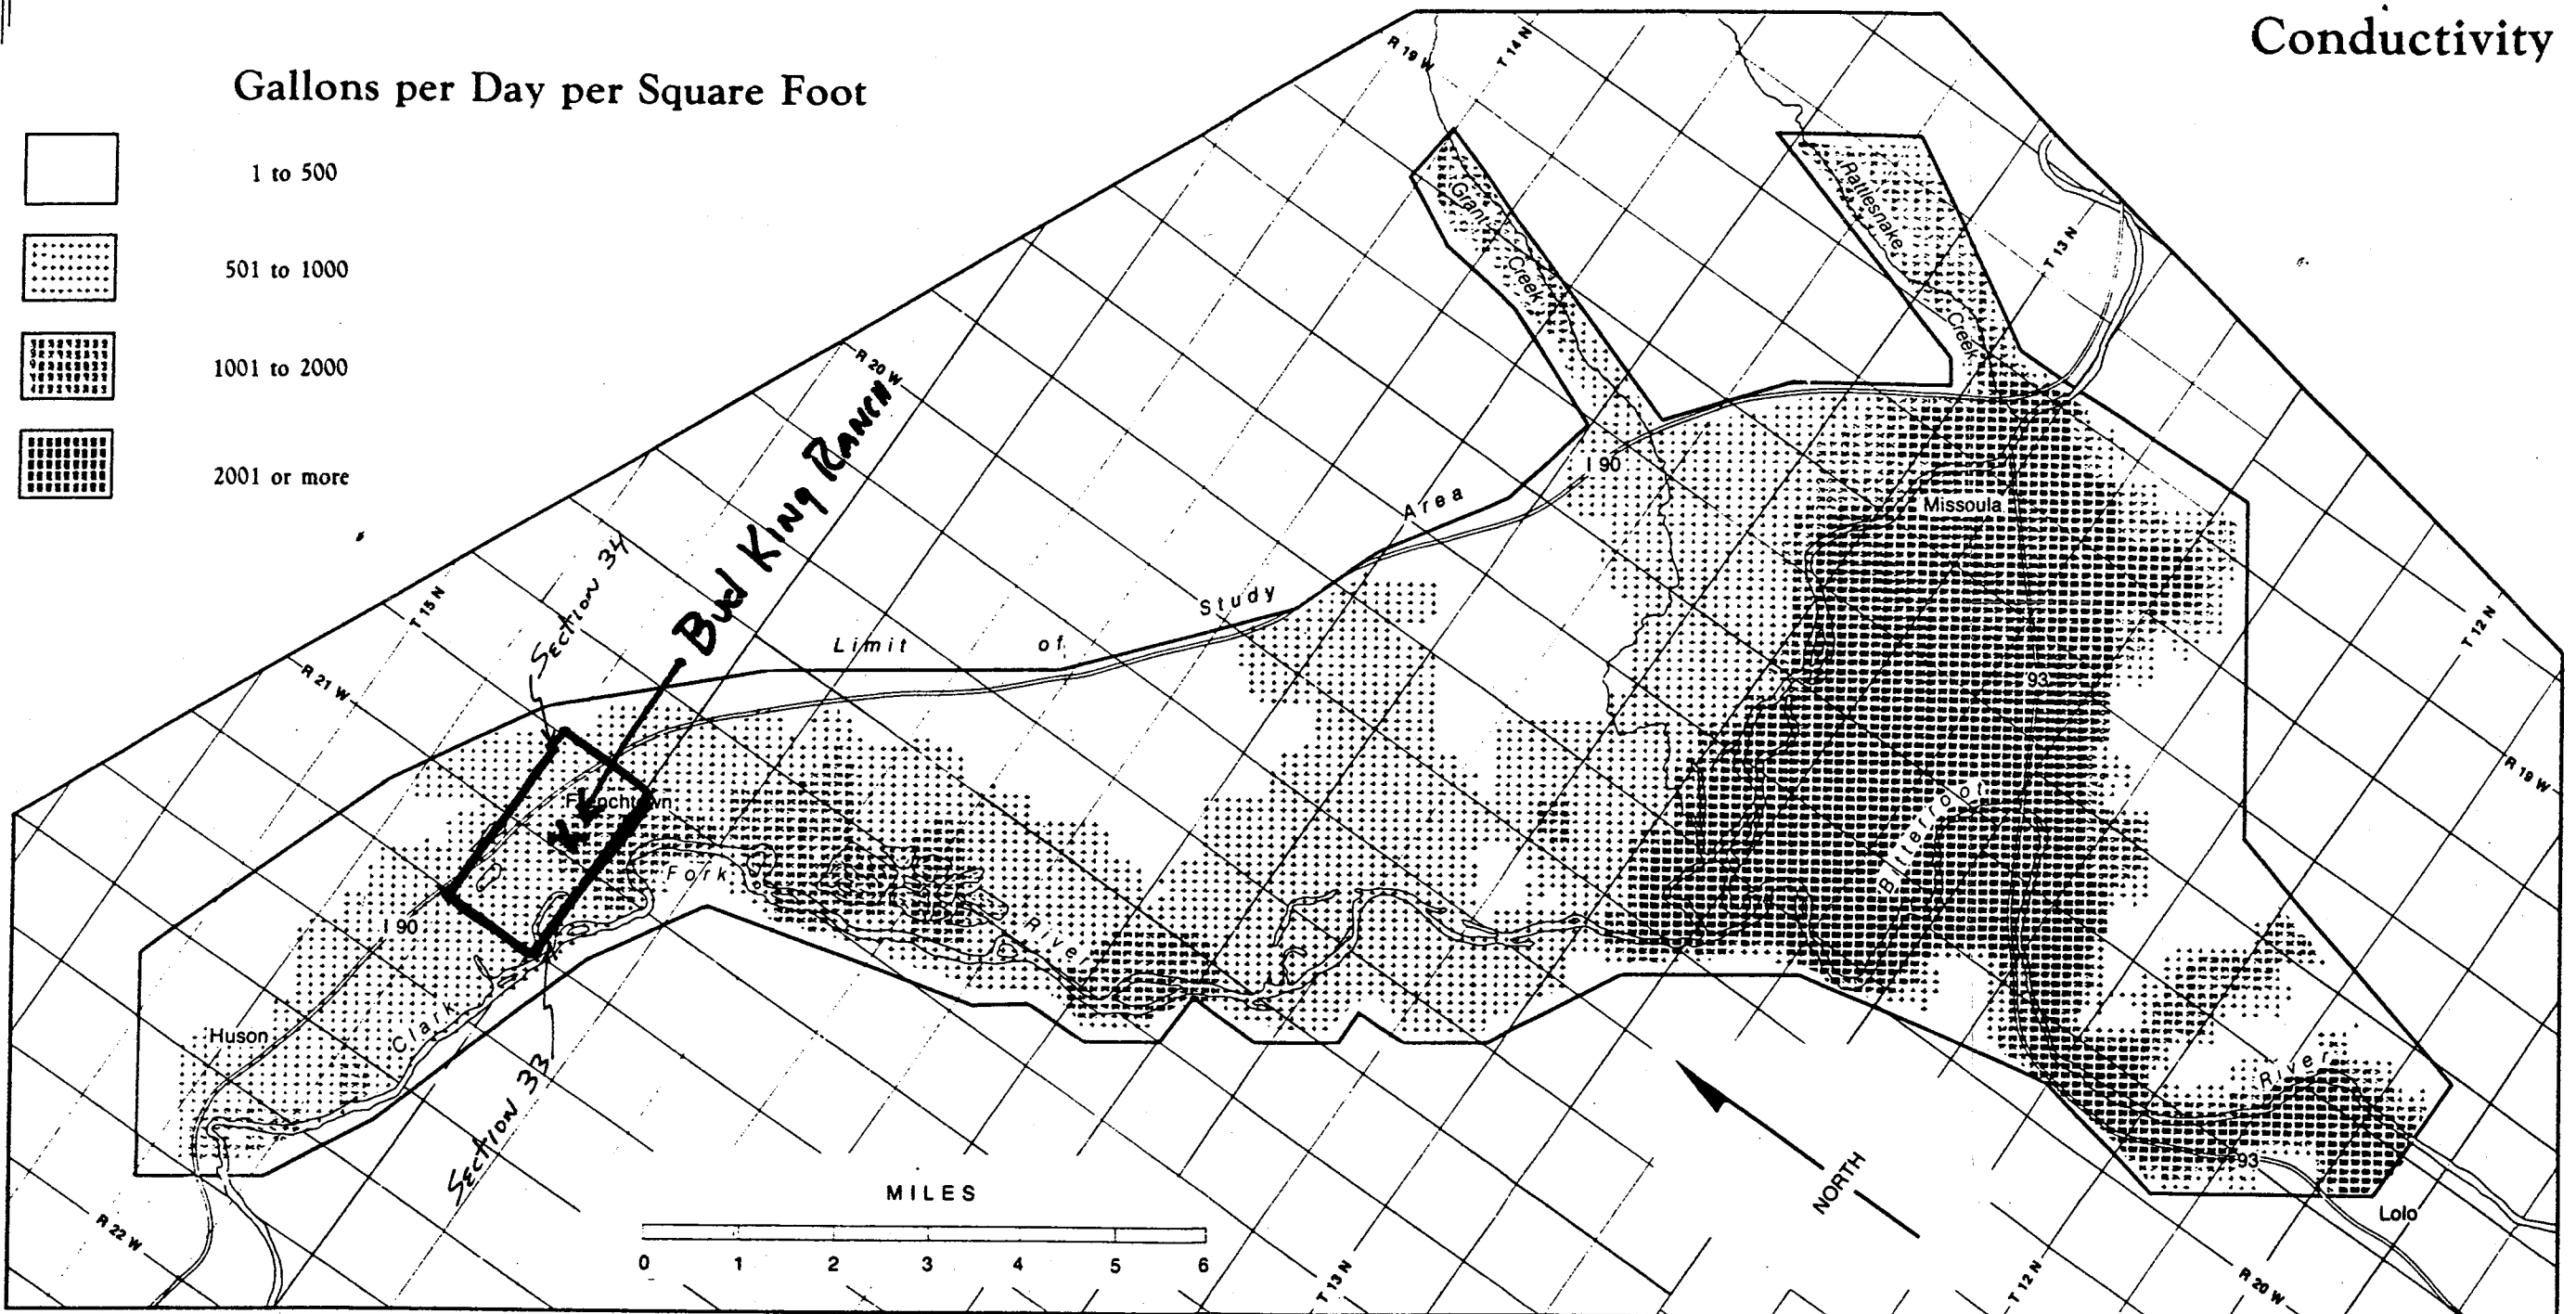 Conductivity
Gallons per Day per Square Foot
1 to 500
501 to 1000
1001 to 2000
2001 or more
R 19 W
T 14 N
Grant
Creek
Rattlesnake
Creek
T 13 N
R 20 W
Bud King Ranch
Section 34
T 15 N
R 21 W
Limit of Study Area
I 90
Missoula
93
T 12 N
R 19 W
Frenchtown
Fork
River
Bitterroot
I 90
Huson
Clark
Section 33
River
93
Lolo
R 22 W
MILES
0 1 2 3 4 5 6
NORTH
T 13 N
T 12 N
R 20 W